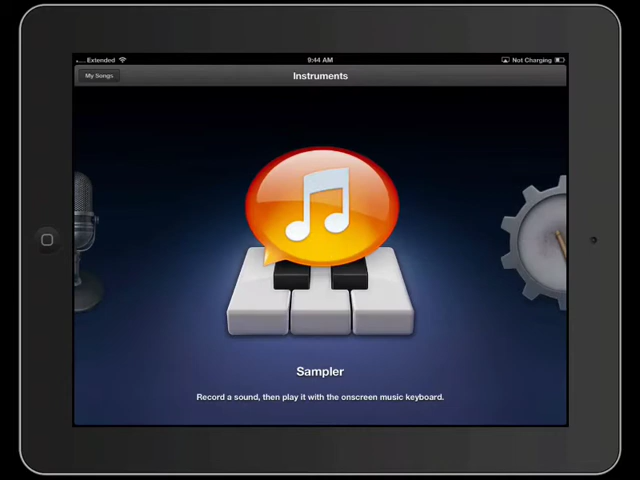 Extended
9:44 AM
Not Charging
My Songs
Instruments
Sampler
Record a sound, then play it with the onscreen music keyboard.